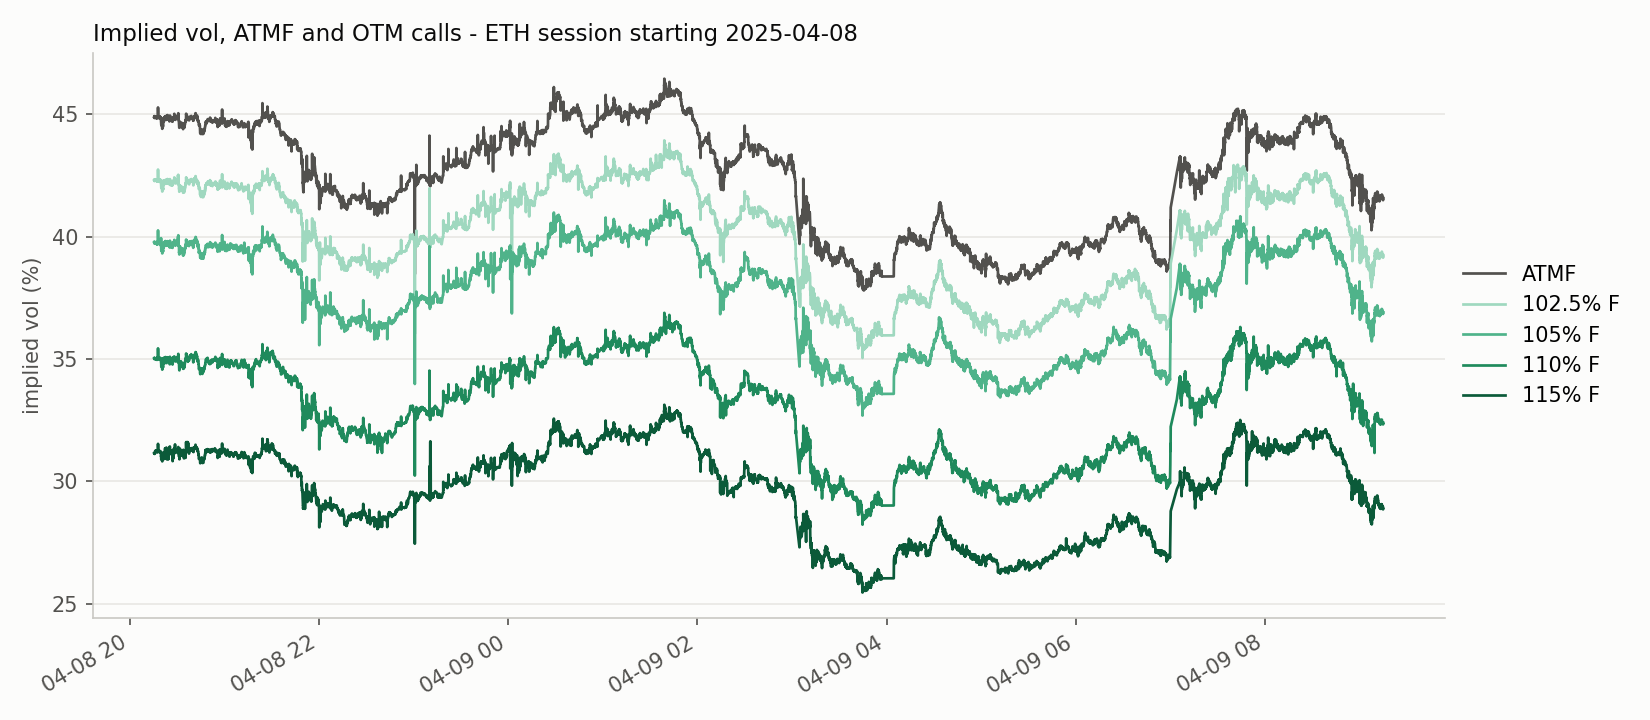 Implied vol, ATMF and OTM calls - ETH session starting 2025-04-08
45
40
35
30
25
implied vol (%)
04-08 20
04-08 22
04-09 00
04-09 02
04-09 04
04-09 06
04-09 08
ATMF
102.5% F
105% F
110% F
115% F